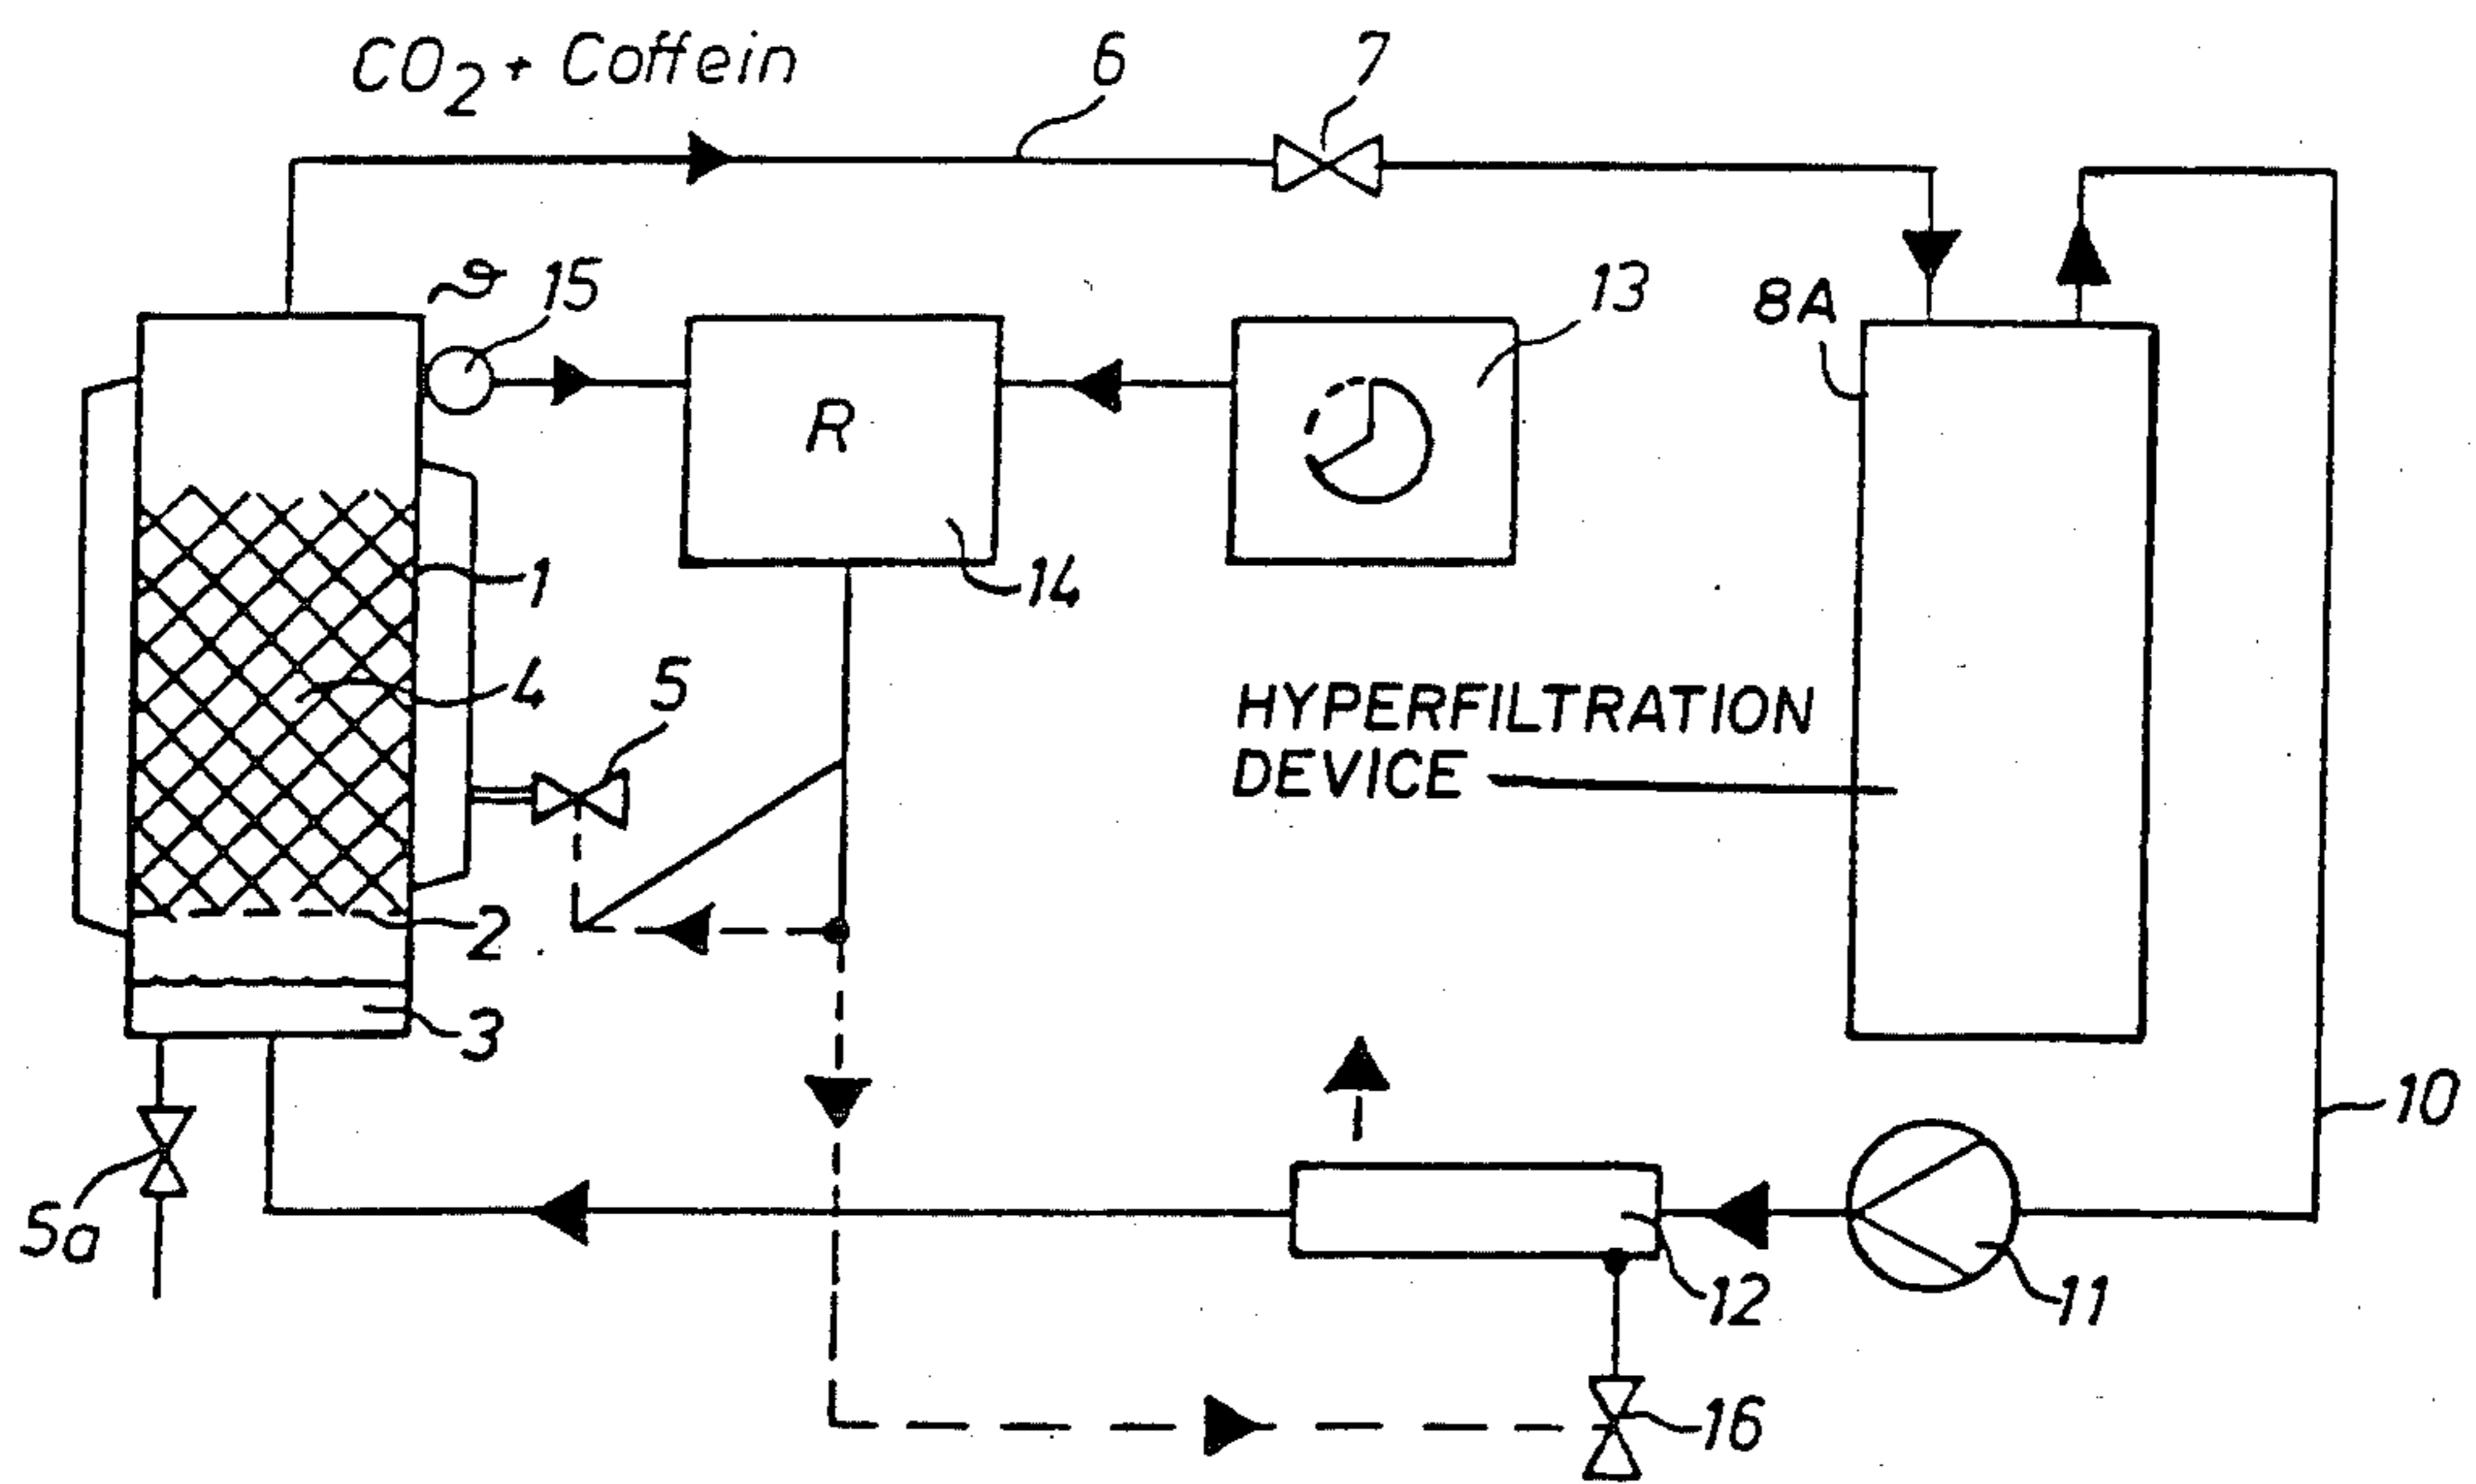 CO2 + Coffein
6
7
ϑ
15
13
8A
R
1
14
4
5
HYPERFILTRATION
DEVICE
2
3
10
5a
12
11
16